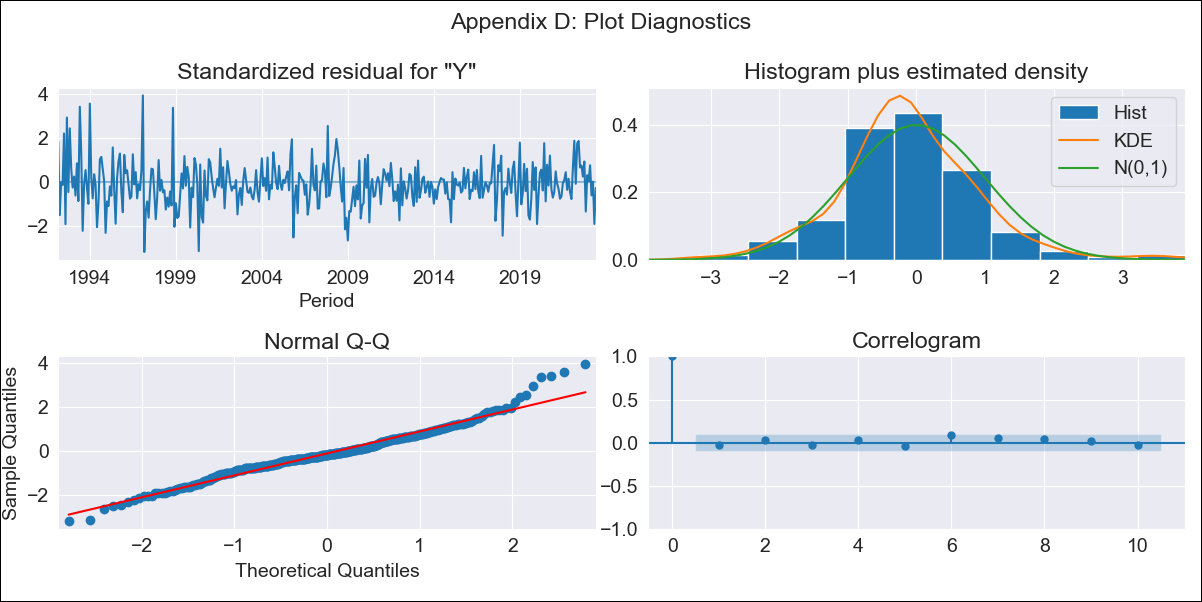 Appendix D: Plot Diagnostics
Standardized residual for "Y"
4
2
0
−2
1994 1999 2004 2009 2014 2019
Period
Histogram plus estimated density
Hist
KDE
N(0,1)
0.4
0.2
0.0
−3 −2 −1 0 1 2 3
Normal Q-Q
Sample Quantiles
4
2
0
−2
−2 −1 0 1 2
Theoretical Quantiles
Correlogram
1.0
0.5
0.0
−0.5
−1.0
0 2 4 6 8 10